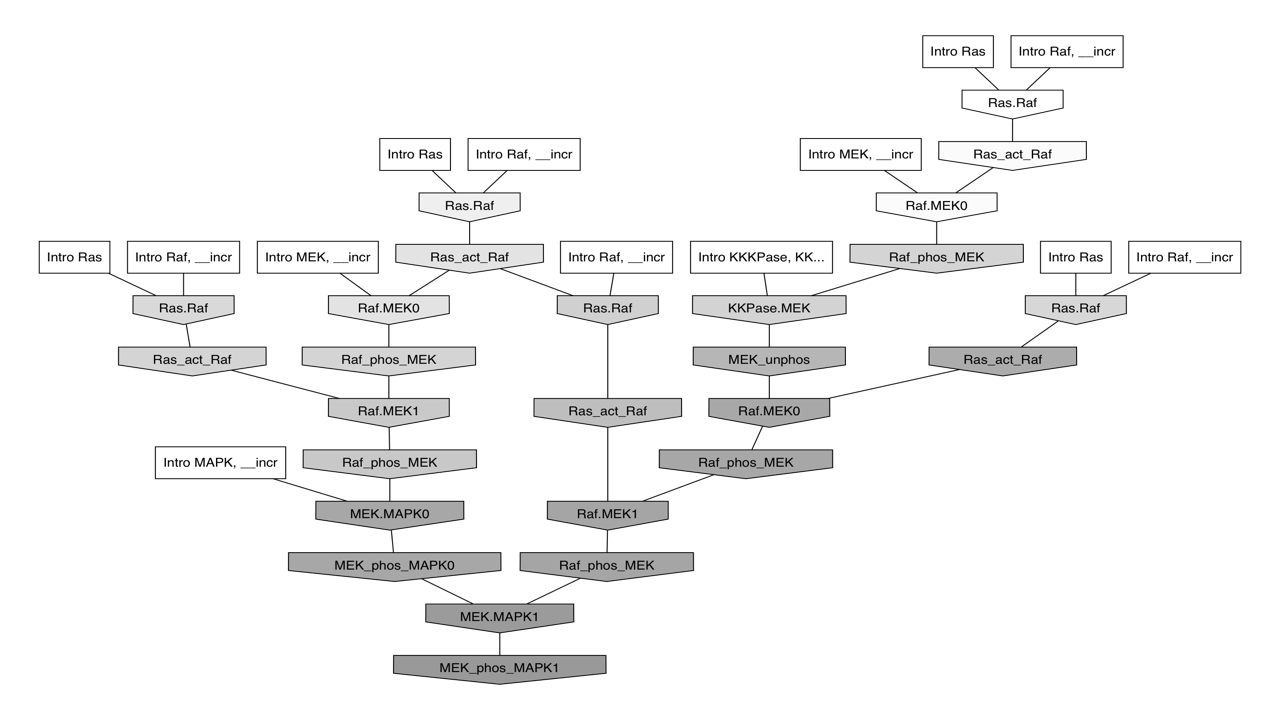 Intro Ras
Intro Raf, __incr
Ras.Raf
Intro Ras
Intro Raf, __incr
Intro MEK, __incr
Ras_act_Raf
Ras.Raf
Raf.MEK0
Intro Ras
Intro Raf, __incr
Intro MEK, __incr
Ras_act_Raf
Intro Raf, __incr
Intro KKKPase, KK...
Raf_phos_MEK
Intro Ras
Intro Raf, __incr
Ras.Raf
Raf.MEK0
Ras.Raf
KKPase.MEK
Ras.Raf
Ras_act_Raf
Raf_phos_MEK
MEK_unphos
Ras_act_Raf
Raf.MEK1
Ras_act_Raf
Raf.MEK0
Intro MAPK, __incr
Raf_phos_MEK
Raf_phos_MEK
MEK.MAPK0
Raf.MEK1
MEK_phos_MAPK0
Raf_phos_MEK
MEK.MAPK1
MEK_phos_MAPK1